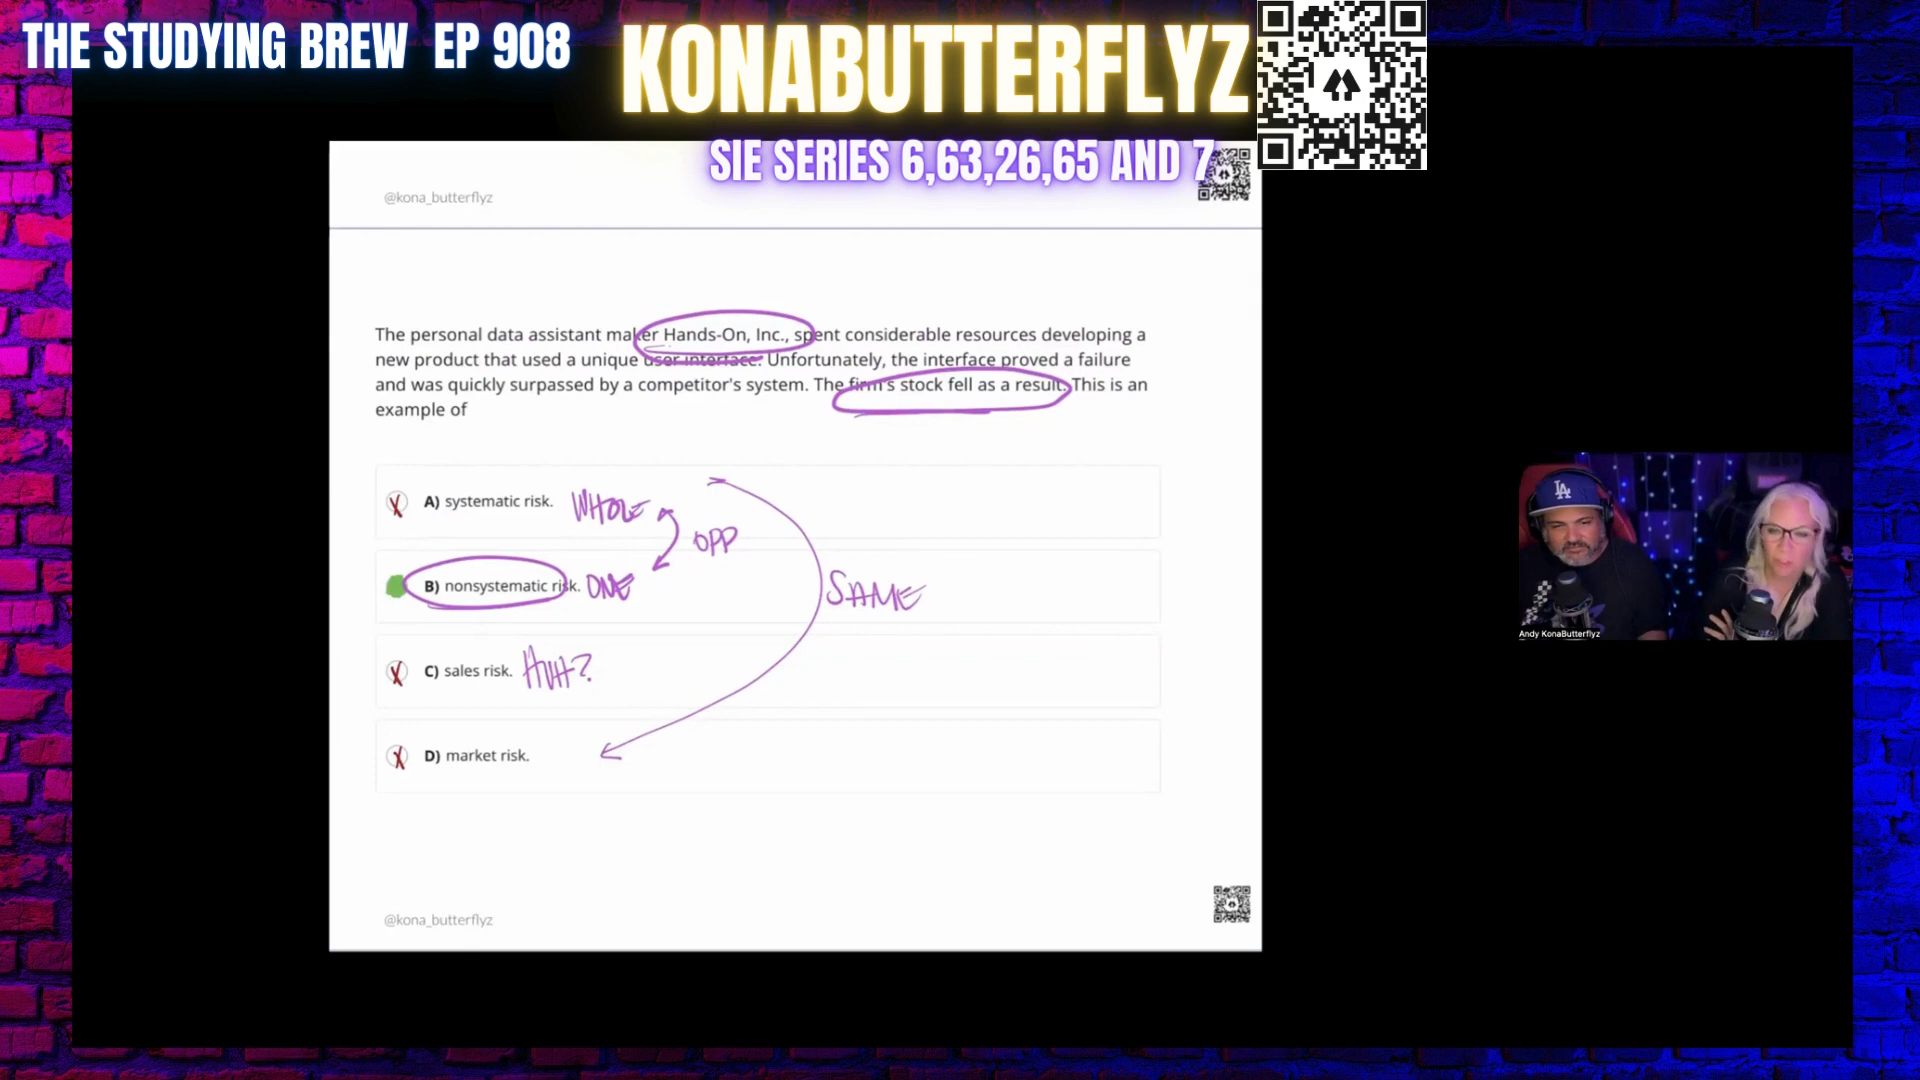 THE STUDYING BREW EP 908
KONABUTTERFLYZ
SIE SERIES 6,63,26,65 AND 7
@kona_butterflyz
The personal data assistant maker Hands-On, Inc., spent considerable resources developing a
new product that used a unique user interface. Unfortunately, the interface proved a failure
and was quickly surpassed by a competitor's system. The firm's stock fell as a result. This is an
example of
A) systematic risk. WHOLE
OPP
B) nonsystematic risk. ONE
SAME
C) sales risk. HUH?
D) market risk.
@kona_butterflyz
LA
Andy KonaButterflyz